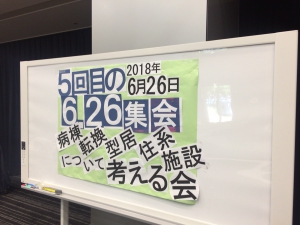 5回目の
2018年
6月26日
6.26集会
病棟転換型居住系施設
について考える会